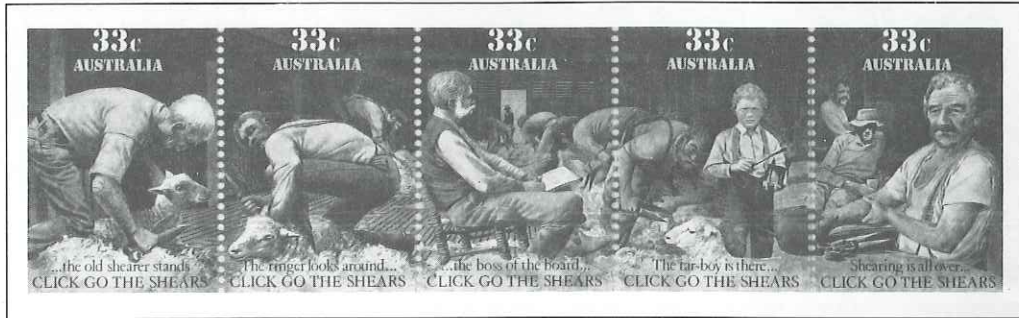 33c
AUSTRALIA
...the old shearer stands
CLICK GO THE SHEARS
33c
AUSTRALIA
The ringer looks around...
CLICK GO THE SHEARS
33c
AUSTRALIA
...the boss of the board...
CLICK GO THE SHEARS
33c
AUSTRALIA
The tar-boy is there...
CLICK GO THE SHEARS
33c
AUSTRALIA
Shearing is all over...
CLICK GO THE SHEARS